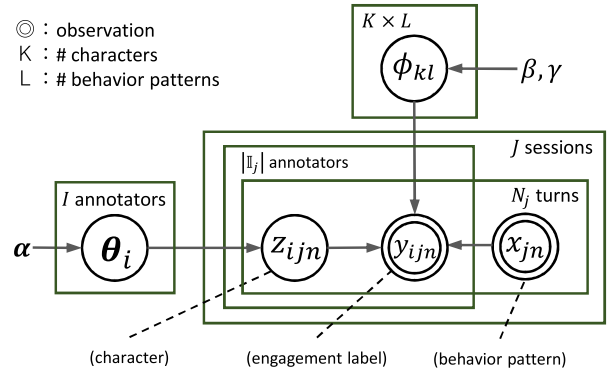 ◎ : observation
K : # characters
L : # behavior patterns
K × L
ϕₖₗ
β, γ
J sessions
|𝕀ⱼ| annotators
Nⱼ turns
I annotators
α
θᵢ
zᵢⱼₙ
yᵢⱼₙ
xⱼₙ
(character)
(engagement label)
(behavior pattern)